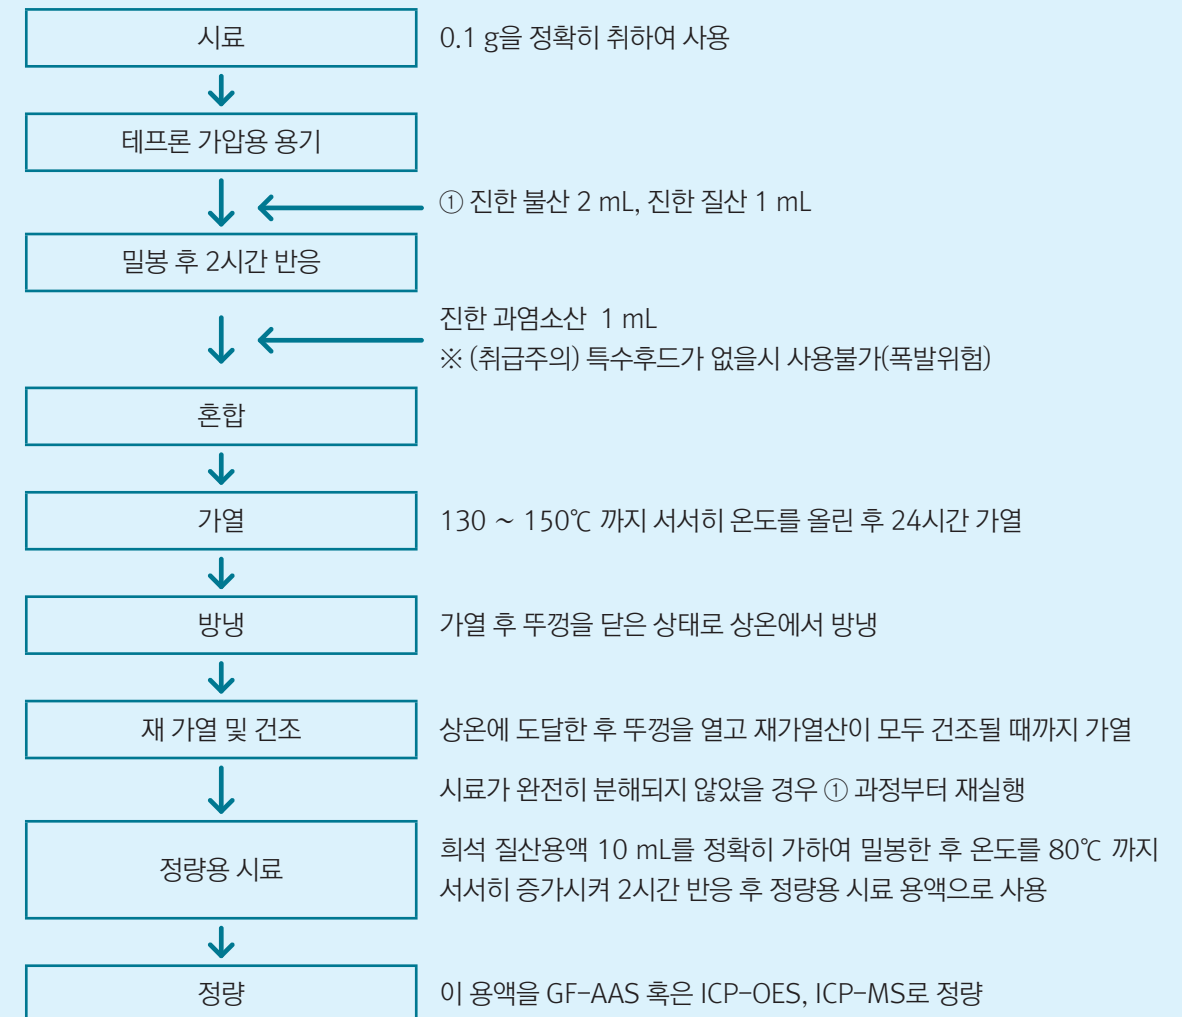 시료
0.1 g을 정확히 취하여 사용
테프론 가압용 용기
① 진한 불산 2 mL, 진한 질산 1 mL
밀봉 후 2시간 반응
진한 과염소산 1 mL
※ (취급주의) 특수후드가 없을시 사용불가(폭발위험)
혼합
가열
130 ~ 150℃ 까지 서서히 온도를 올린 후 24시간 가열
방냉
가열 후 뚜껑을 닫은 상태로 상온에서 방냉
재 가열 및 건조
상온에 도달한 후 뚜껑을 열고 재가열산이 모두 건조될 때까지 가열
시료가 완전히 분해되지 않았을 경우 ① 과정부터 재실행
정량용 시료
희석 질산용액 10 mL를 정확히 가하여 밀봉한 후 온도를 80℃ 까지
서서히 증가시켜 2시간 반응 후 정량용 시료 용액으로 사용
정량
이 용액을 GF-AAS 혹은 ICP-OES, ICP-MS로 정량